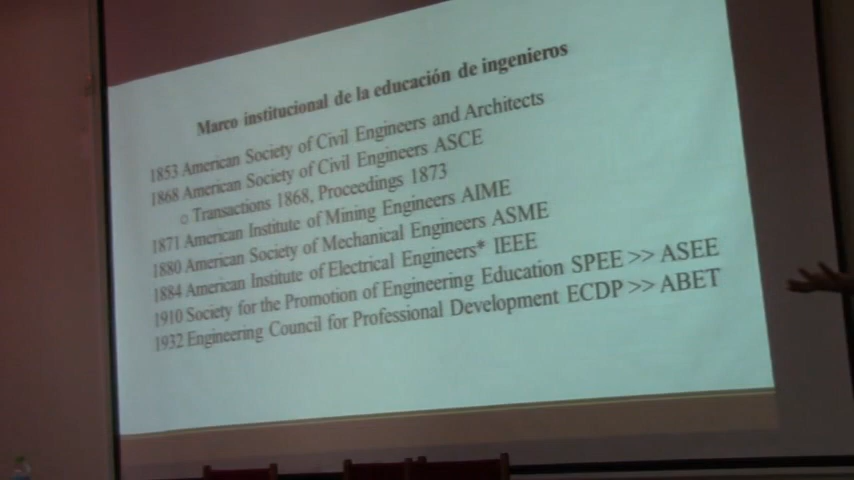 Marco institucional de la educación de ingenieros
1853 American Society of Civil Engineers and Architects
1868 American Society of Civil Engineers ASCE
o Transactions 1868, Proceedings 1873
1871 American Institute of Mining Engineers AIME
1880 American Society of Mechanical Engineers ASME
1884 American Institute of Electrical Engineers* IEEE
1910 Society for the Promotion of Engineering Education SPEE >> ASEE
1932 Engineering Council for Professional Development ECDP >> ABET